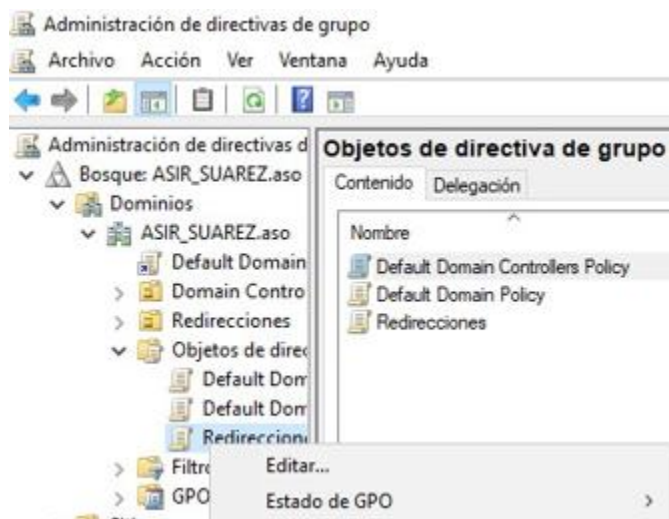 Administración de directivas de grupo
Archivo Acción Ver Ventana Ayuda
Administración de directivas d
Bosque: ASIR_SUAREZ.aso
Dominios
ASIR_SUAREZ.aso
Default Domain
Domain Contro
Redirecciones
Objetos de direc
Default Dom
Default Dom
Redireccion
Filtro
GPO
Objetos de directiva de grupo
Contenido Delegación
Nombre
Default Domain Controllers Policy
Default Domain Policy
Redirecciones
Editar...
Estado de GPO